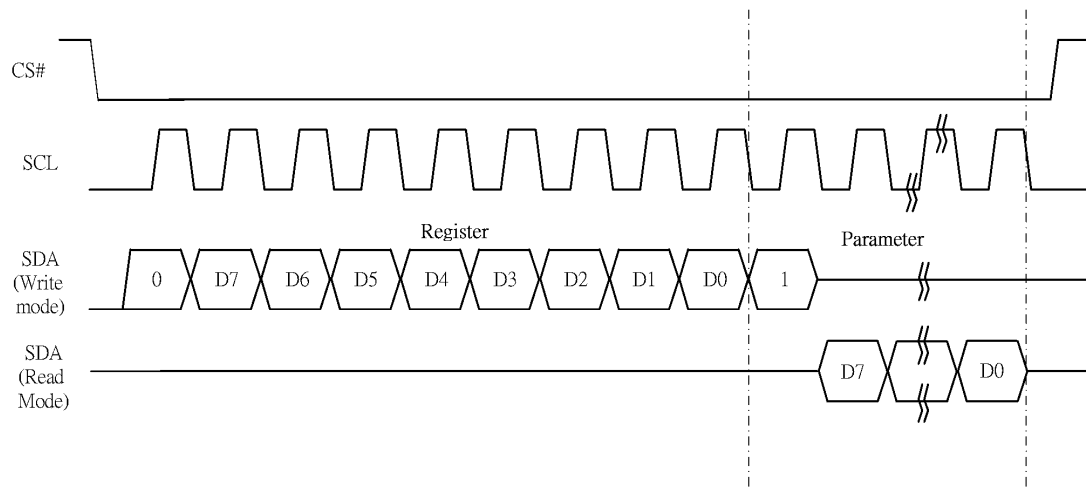 CS#
SCL
Register
Parameter
SDA
(Write
mode)
0 D7 D6 D5 D4 D3 D2 D1 D0 1
SDA
(Read
Mode)
D7 D0